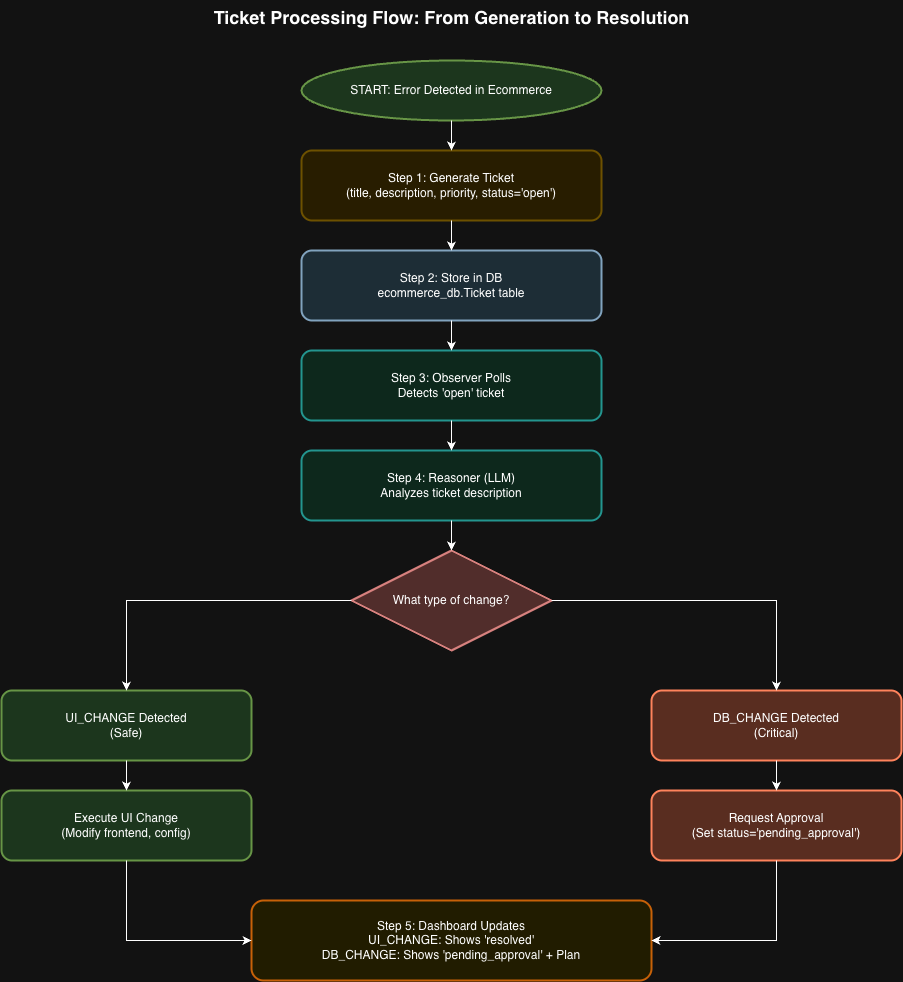 Ticket Processing Flow: From Generation to Resolution
START: Error Detected in Ecommerce
Step 1: Generate Ticket
(title, description, priority, status='open')
Step 2: Store in DB
ecommerce_db.Ticket table
Step 3: Observer Polls
Detects 'open' ticket
Step 4: Reasoner (LLM)
Analyzes ticket description
What type of change?
UI_CHANGE Detected
(Safe)
DB_CHANGE Detected
(Critical)
Execute UI Change
(Modify frontend, config)
Request Approval
(Set status='pending_approval')
Step 5: Dashboard Updates
UI_CHANGE: Shows 'resolved'
DB_CHANGE: Shows 'pending_approval' + Plan